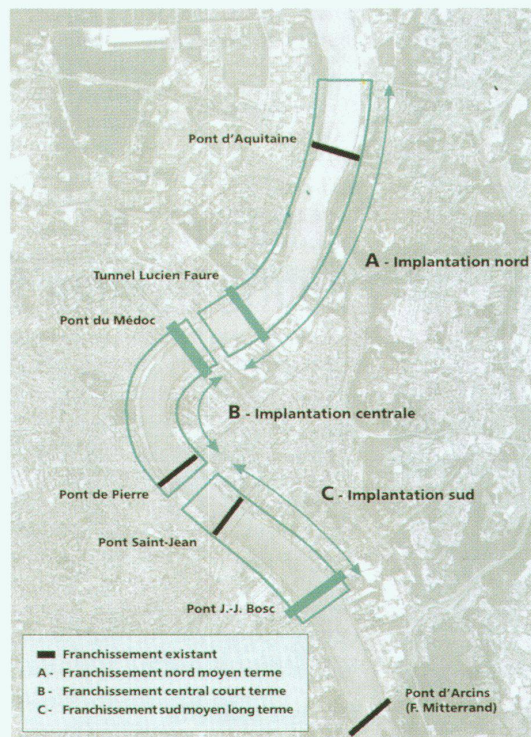 Pont d'Aquitaine
A - Implantation nord
Tunnel Lucien Faure
Pont du Médoc
B - Implantation centrale
Pont de Pierre
C - Implantation sud
Pont Saint-Jean
Pont J.-J. Bosc
Franchissement existant
A - Franchissement nord moyen terme
B - Franchissement central court terme
C - Franchissement sud moyen long terme
Pont d'Arcins
(F. Mitterrand)